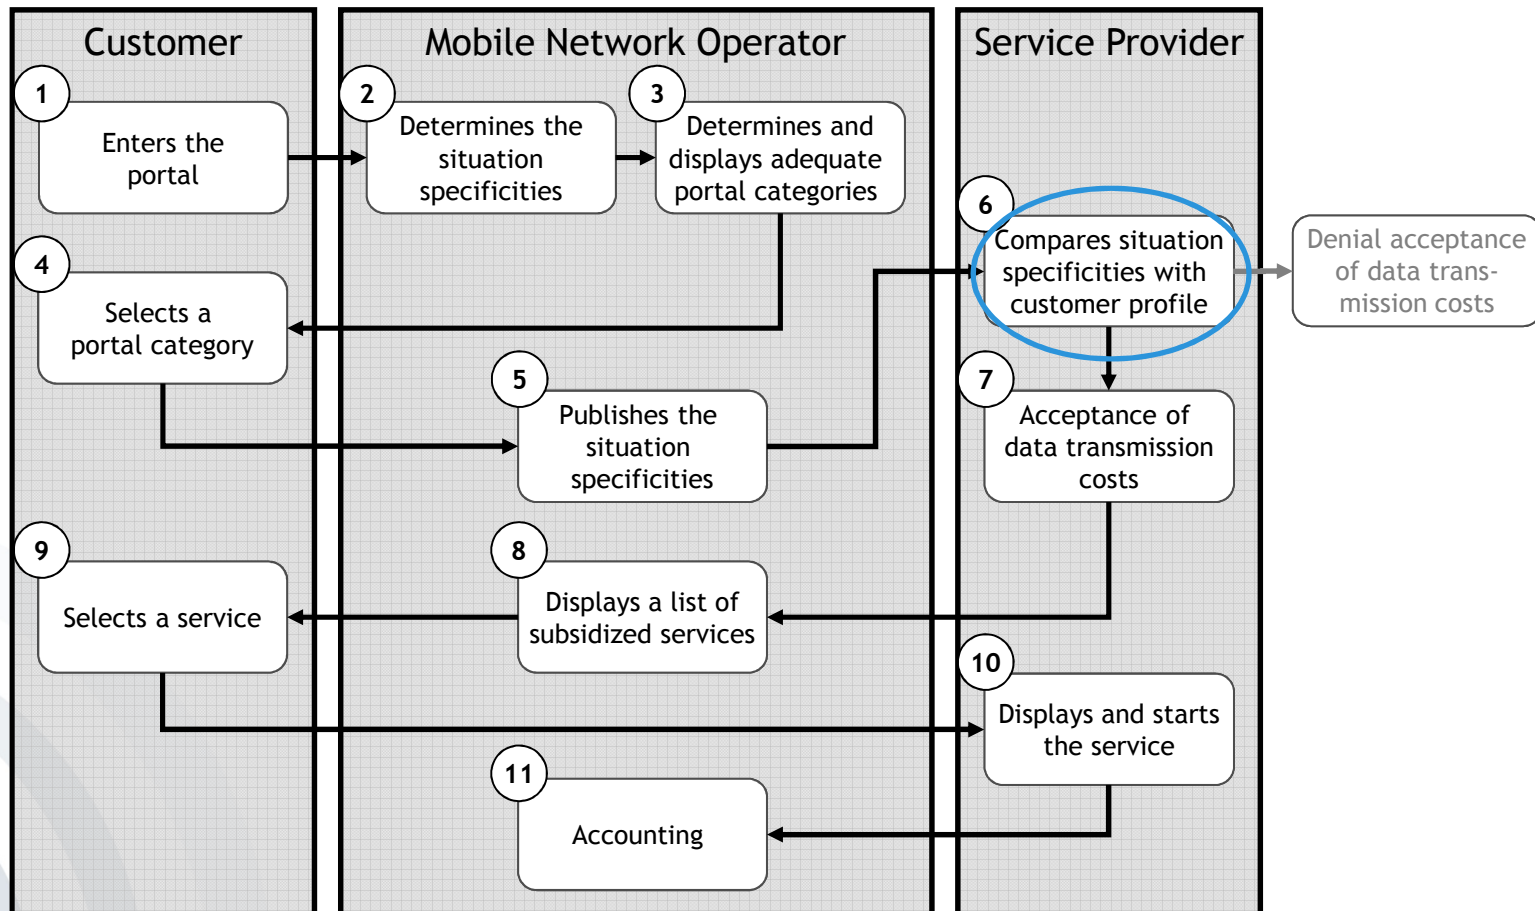 Customer
Mobile Network Operator
Service Provider
1
Enters the
portal
2
Determines the
situation
specificities
3
Determines and
displays adequate
portal categories
4
Selects a
portal category
5
Publishes the
situation
specificities
6
Compares situation
specificities with
customer profile
Denial acceptance
of data trans-
mission costs
7
Acceptance of
data transmission
costs
8
Displays a list of
subsidized services
9
Selects a service
10
Displays and starts
the service
11
Accounting